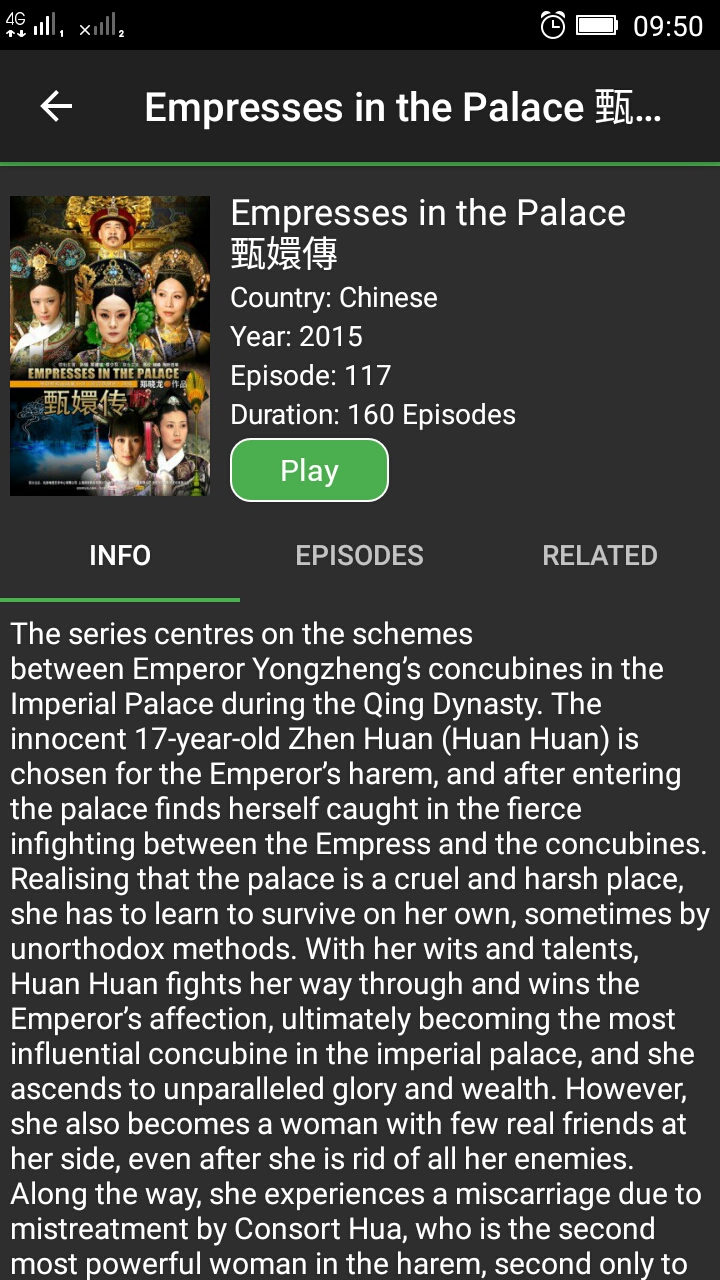 4G 1 x 2 09:50
Empresses in the Palace 甄...
Empresses in the Palace
甄嬛傳
Country: Chinese
Year: 2015
Episode: 117
Duration: 160 Episodes
EMPRESSES IN THE PALACE
郑晓龙 作品
甄嬛传
Play
INFO EPISODES RELATED
The series centres on the schemes
between Emperor Yongzheng’s concubines in the
Imperial Palace during the Qing Dynasty. The
innocent 17-year-old Zhen Huan (Huan Huan) is
chosen for the Emperor’s harem, and after entering
the palace finds herself caught in the fierce
infighting between the Empress and the concubines.
Realising that the palace is a cruel and harsh place,
she has to learn to survive on her own, sometimes by
unorthodox methods. With her wits and talents,
Huan Huan fights her way through and wins the
Emperor’s affection, ultimately becoming the most
influential concubine in the imperial palace, and she
ascends to unparalleled glory and wealth. However,
she also becomes a woman with few real friends at
her side, even after she is rid of all her enemies.
Along the way, she experiences a miscarriage due to
mistreatment by Consort Hua, who is the second
most powerful woman in the harem, second only to